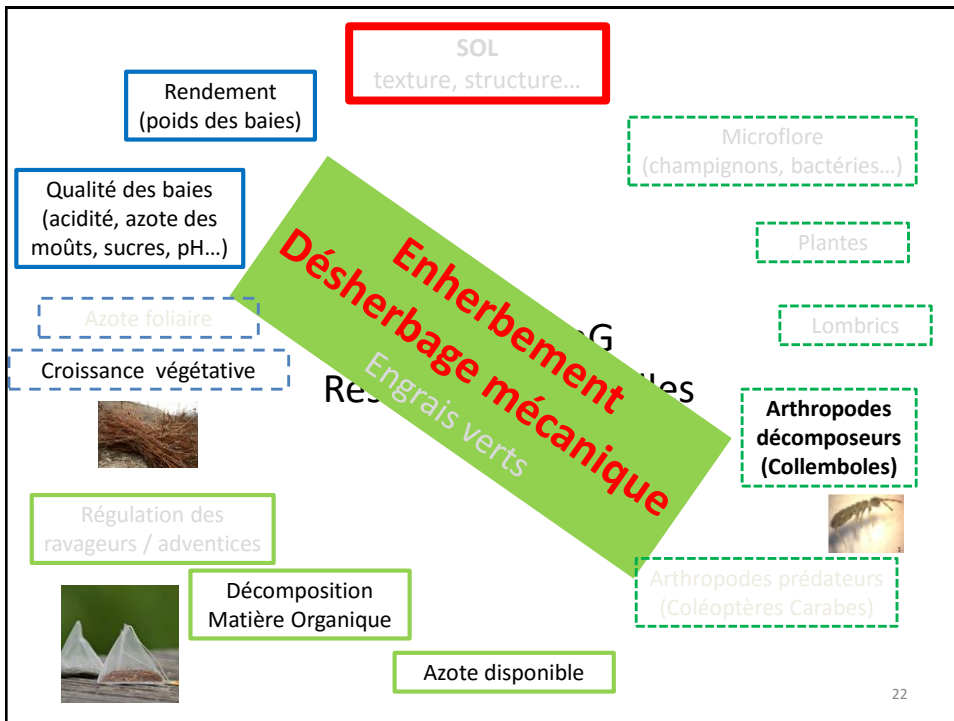 SOL
texture, structure…
Rendement
(poids des baies)
Microflore
(champignons, bactéries…)
Qualité des baies
(acidité, azote des
moûts, sucres, pH…)
Plantes
Enherbement
Désherbage mécanique
Engrais verts
Azote foliaire
Lombrics
Croissance végétative
Arthropodes
décomposeurs
(Collemboles)
Régulation des
ravageurs / adventices
Décomposition
Matière Organique
Arthropodes prédateurs
(Coléoptères Carabes)
Azote disponible
22